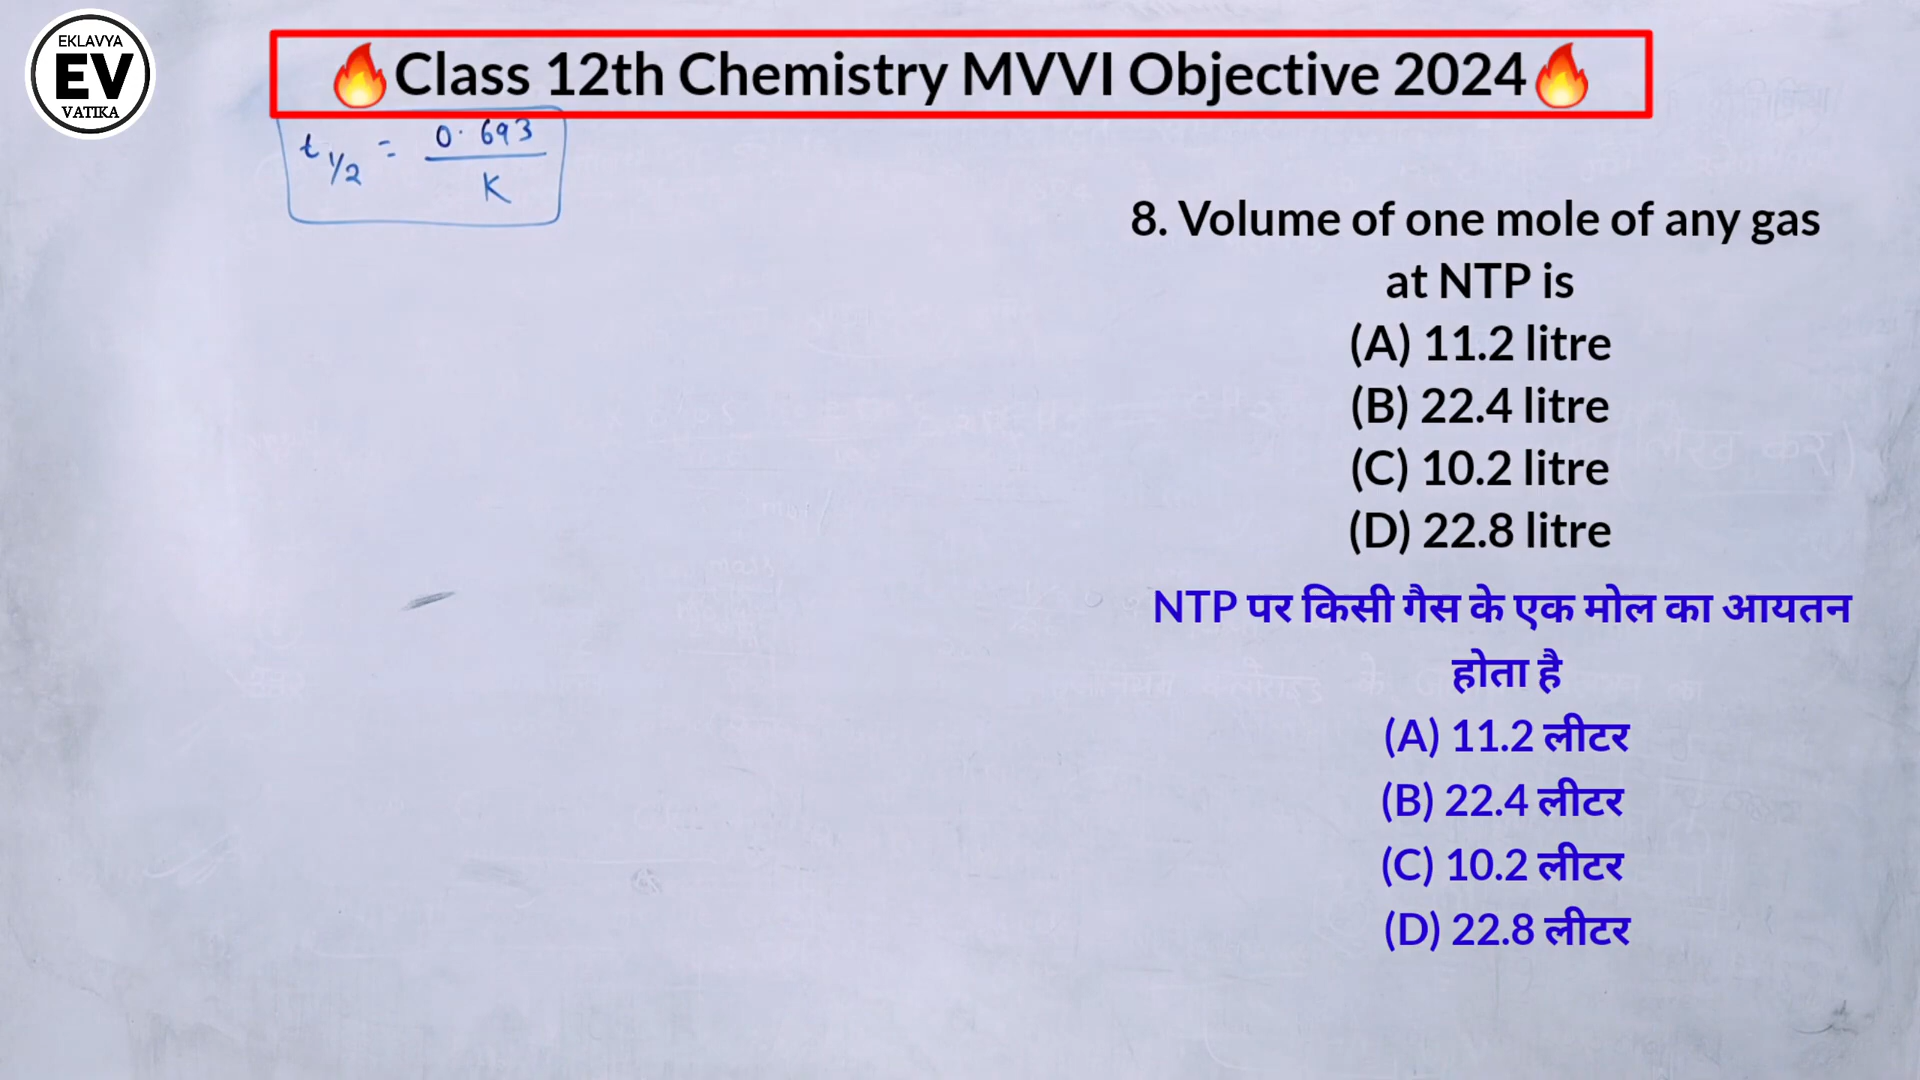 EKLAVYA
EV
VATIKA
🔥Class 12th Chemistry MVVI Objective 2024🔥
t 1/2 = 0.693 / K
8. Volume of one mole of any gas
at NTP is
(A) 11.2 litre
(B) 22.4 litre
(C) 10.2 litre
(D) 22.8 litre
NTP पर किसी गैस के एक मोल का आयतन
होता है
(A) 11.2 लीटर
(B) 22.4 लीटर
(C) 10.2 लीटर
(D) 22.8 लीटर